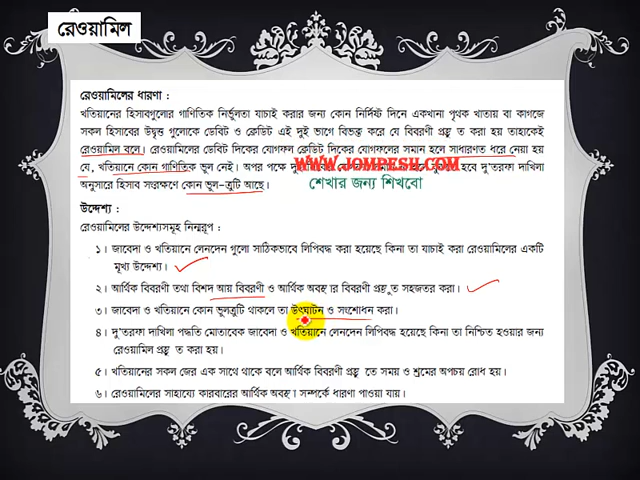 রেওয়ামিল
রেওয়ামিলের ধারণা :
খতিয়ানের হিসাবগুলোর গাণিতিক নির্ভুলতা যাচাই করার জন্য কোন নির্দিষ্ট দিনে একখানা পৃথক খাতায় বা কাগজে
সকল হিসাবের উদ্বৃত্ত গুলোকে ডেবিট ও ক্রেডিট এই দুই ভাগে বিভক্ত করে যে বিবরণী প্রস্তুত করা হয় তাহাকেই
রেওয়ামিল বলে। রেওয়ামিলের ডেবিট দিকের যোগফল ক্রেডিট দিকের যোগফলের সমান হলে সাধারণত ধরে নেয়া হয়
যে, খতিয়ানে কোন গাণিতিক ভুল নেই। অপর পক্ষে হবে দু'তরফা দাখিলা
WWW.JOMPESH.COM
অনুসারে হিসাব সংরক্ষণে কোন ভুল-ত্রুটি আছে।
শেখার জন্য শিখবো
উদ্দেশ্য :
রেওয়ামিলের উদ্দেশ্যসমূহ নিম্মরূপ :
১। জাবেদা ও খতিয়ানে লেনদেন গুলো সাঠিকভাবে লিপিবদ্ধ করা হয়েছে কিনা তা যাচাই করা রেওয়ামিলের একটি
মূখ্য উদ্দেশ্য।
২। আর্থিক বিবরণী তথা বিশদ আয় বিবরণী ও আর্থিক অবস্থার বিবরণী প্রস্তুত সহজতর করা।
৩। জাবেদা ও খতিয়ানে কোন ভুলত্রুটি থাকলে তা উৎঘাটন ও সংশোধন করা।
৪। দু'তরফা দাখিলা পদ্ধতি মোতাবেক জাবেদা ও খতিয়ানে লেনদেন লিপিবদ্ধ হয়েছে কিনা তা নিশ্চিত হওয়ার জন্য
রেওয়ামিল প্রস্তুত করা হয়।
৫। খতিয়ানের সকল জের এক সাথে থাকে বলে আর্থিক বিবরণী প্রস্তুতে সময় ও শ্রমের অপচয় রোধ হয়।
৬। রেওয়ামিলের সাহায্যে কারবারের আর্থিক অবস্থা সম্পর্কে ধারণা পাওয়া যায়।